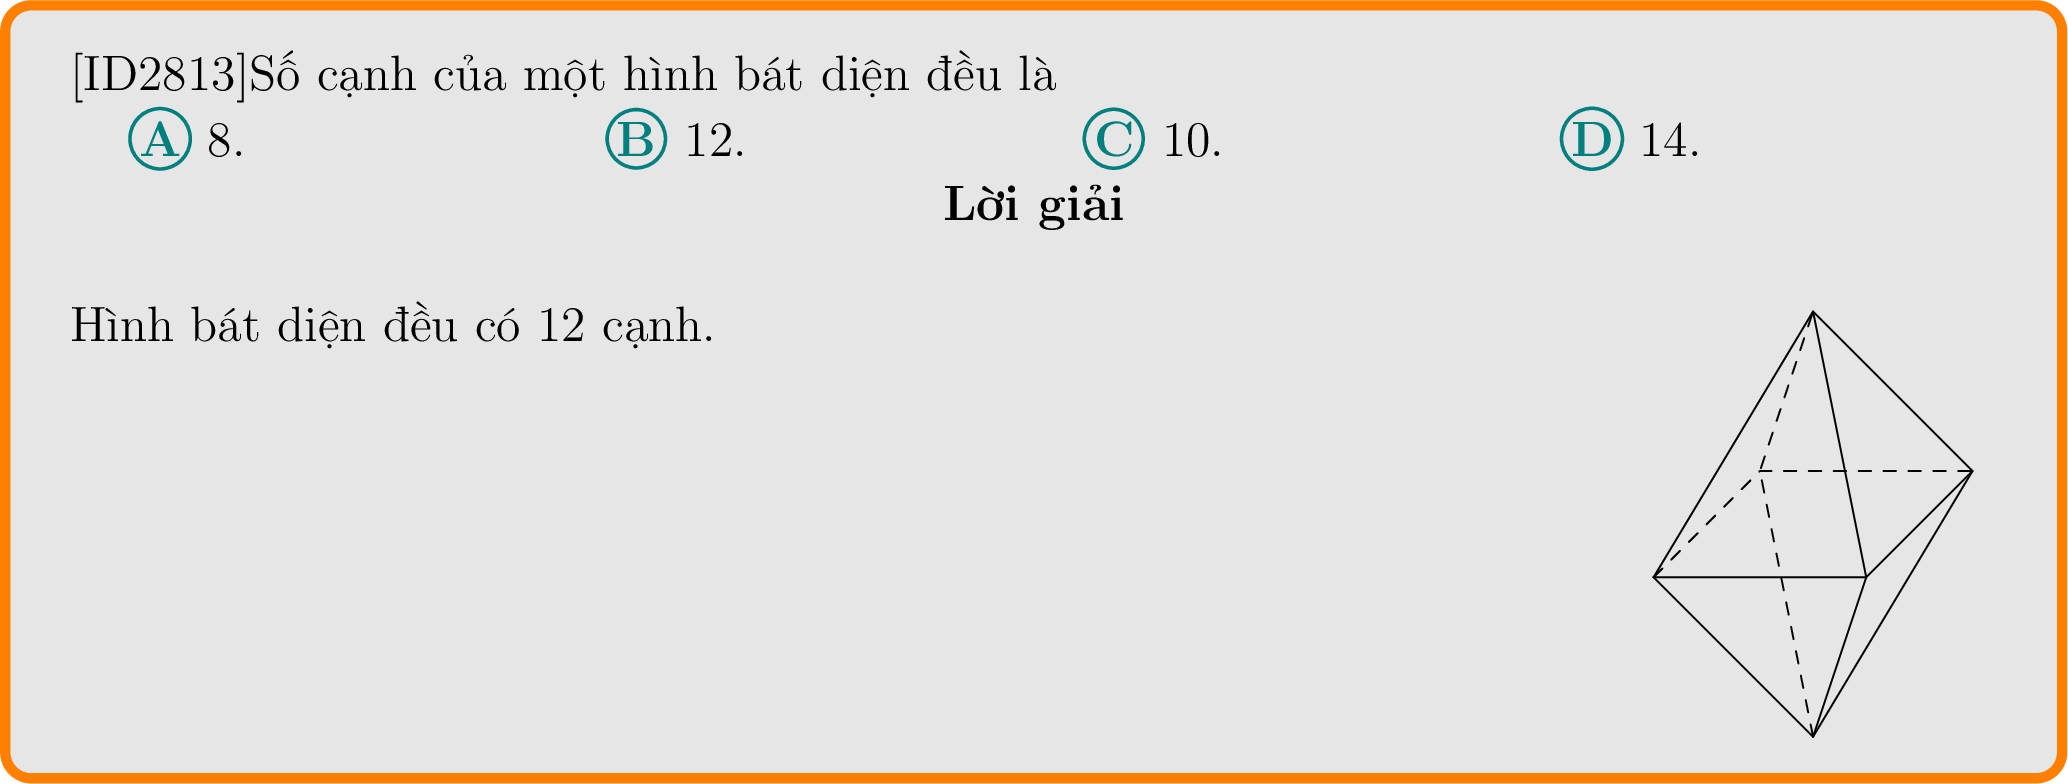 [ID2813]Số cạnh của một hình bát diện đều là
A 8. B 12. C 10. D 14.
Lời giải
Hình bát diện đều có 12 cạnh.